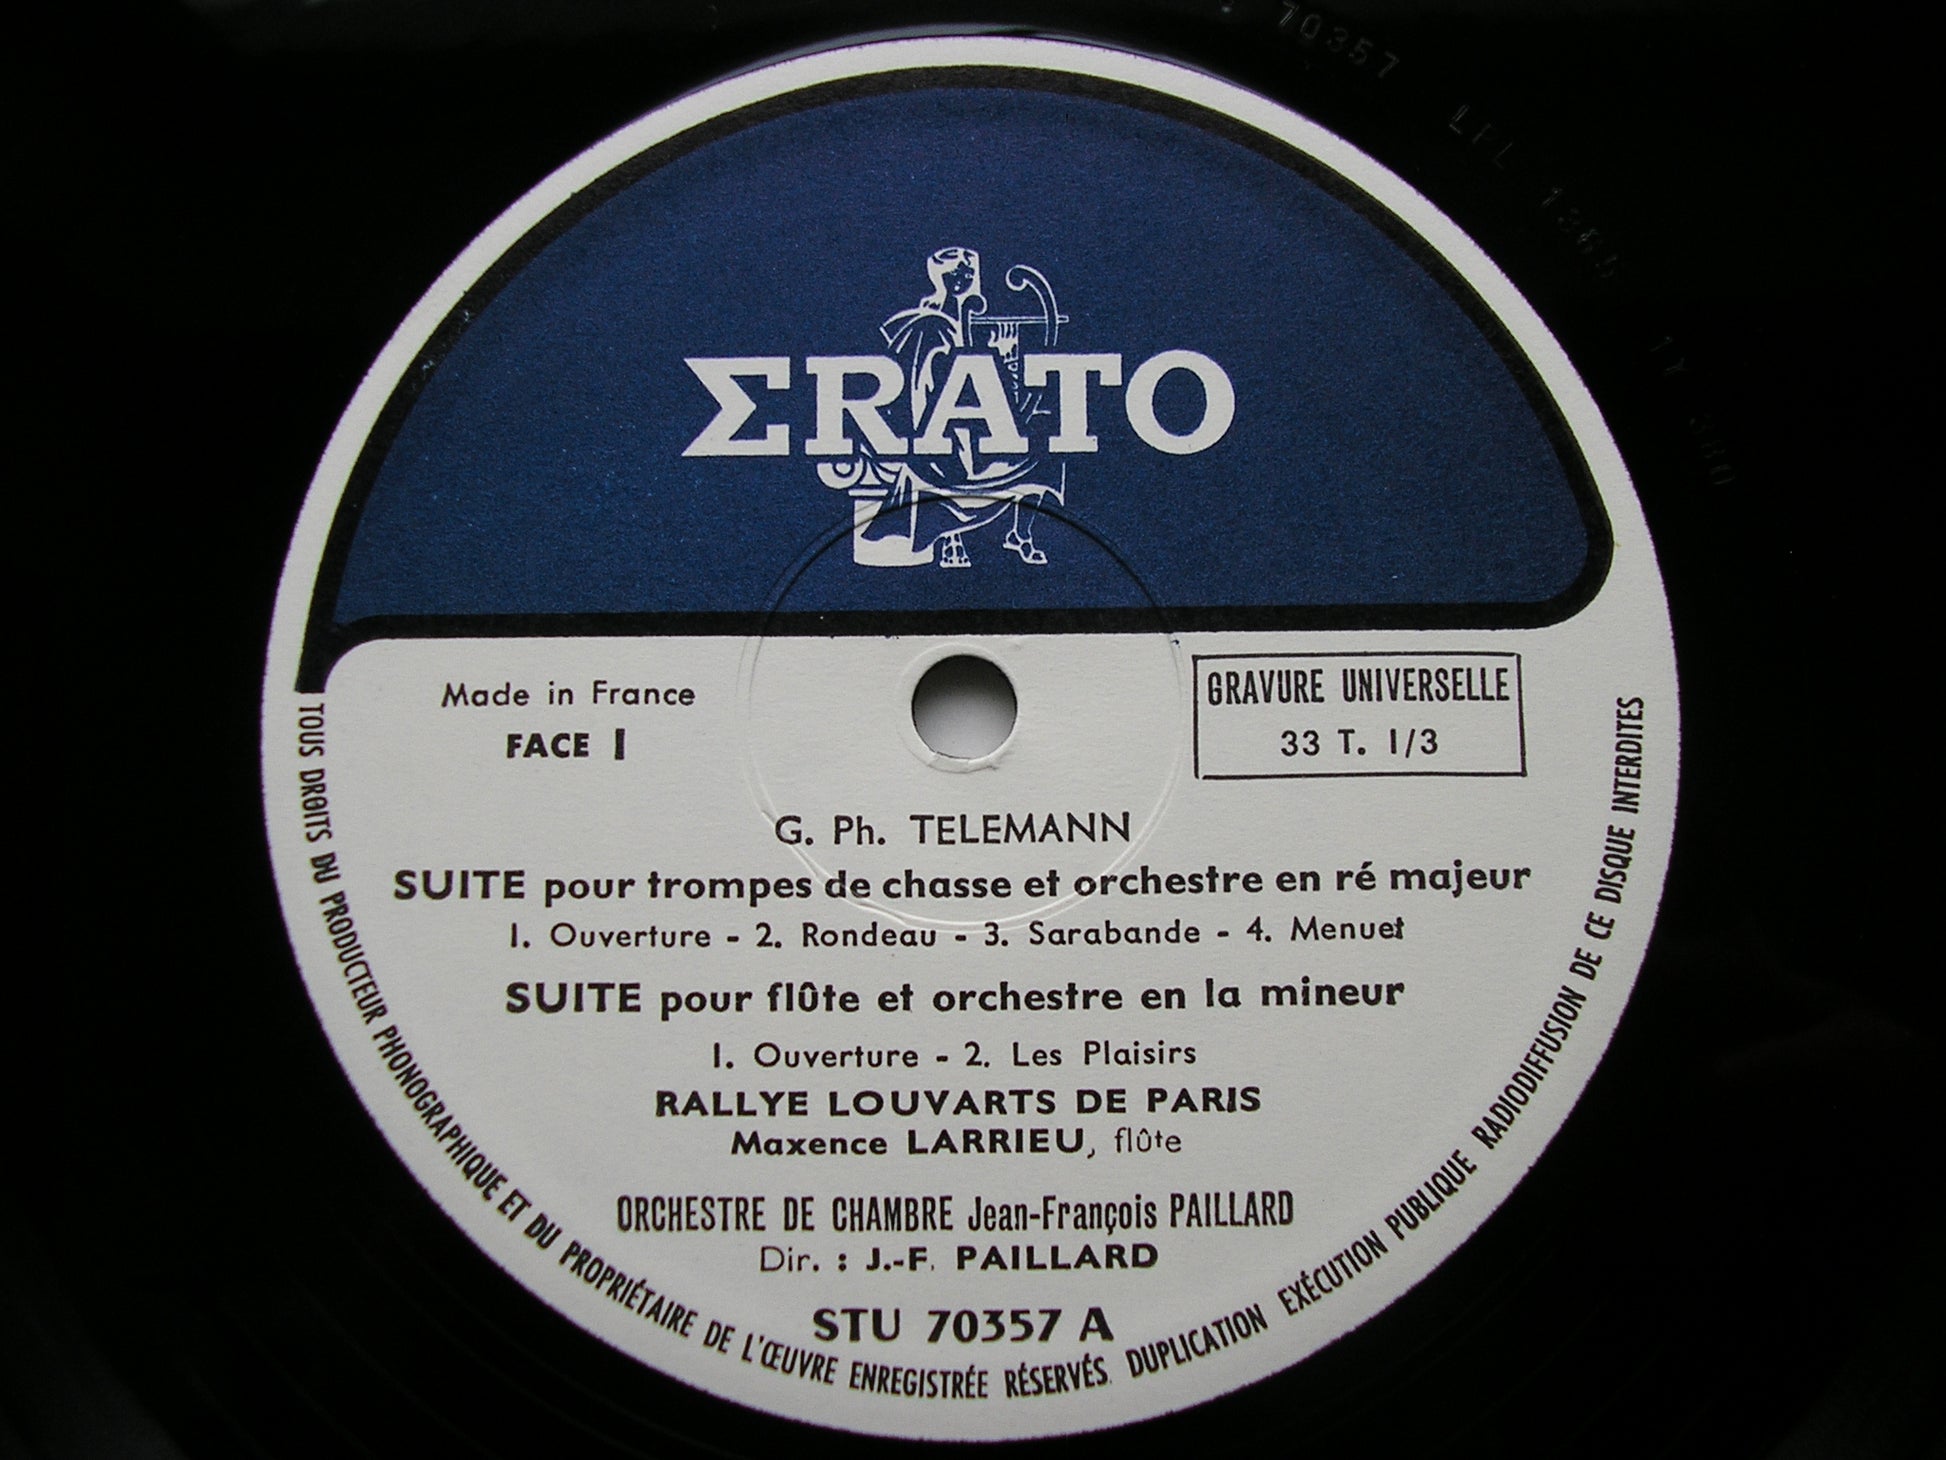 70357
ΣRATO
Made in France
FACE 1
GRAVURE UNIVERSELLE
33 T. 1/3
G. Ph. TELEMANN
SUITE pour trompes de chasse et orchestre en ré majeur
1. Ouverture - 2. Rondeau - 3. Sarabande - 4. Menuet
SUITE pour flûte et orchestre en la mineur
1. Ouverture - 2. Les Plaisirs
RALLYE LOUVARTS DE PARIS
Maxence LARRIEU, flûte
ORCHESTRE DE CHAMBRE Jean-François PAILLARD
Dir. : J.-F. PAILLARD
STU 70357 A
TOUS DROITS DU PRODUCTEUR PHONOGRAPHIQUE ET DU PROPRIÉTAIRE DE L'ŒUVRE ENREGISTRÉE RÉSERVÉS. DUPLICATION EXÉCUTION PUBLIQUE RADIODIFFUSION DE CE DISQUE INTERDITES